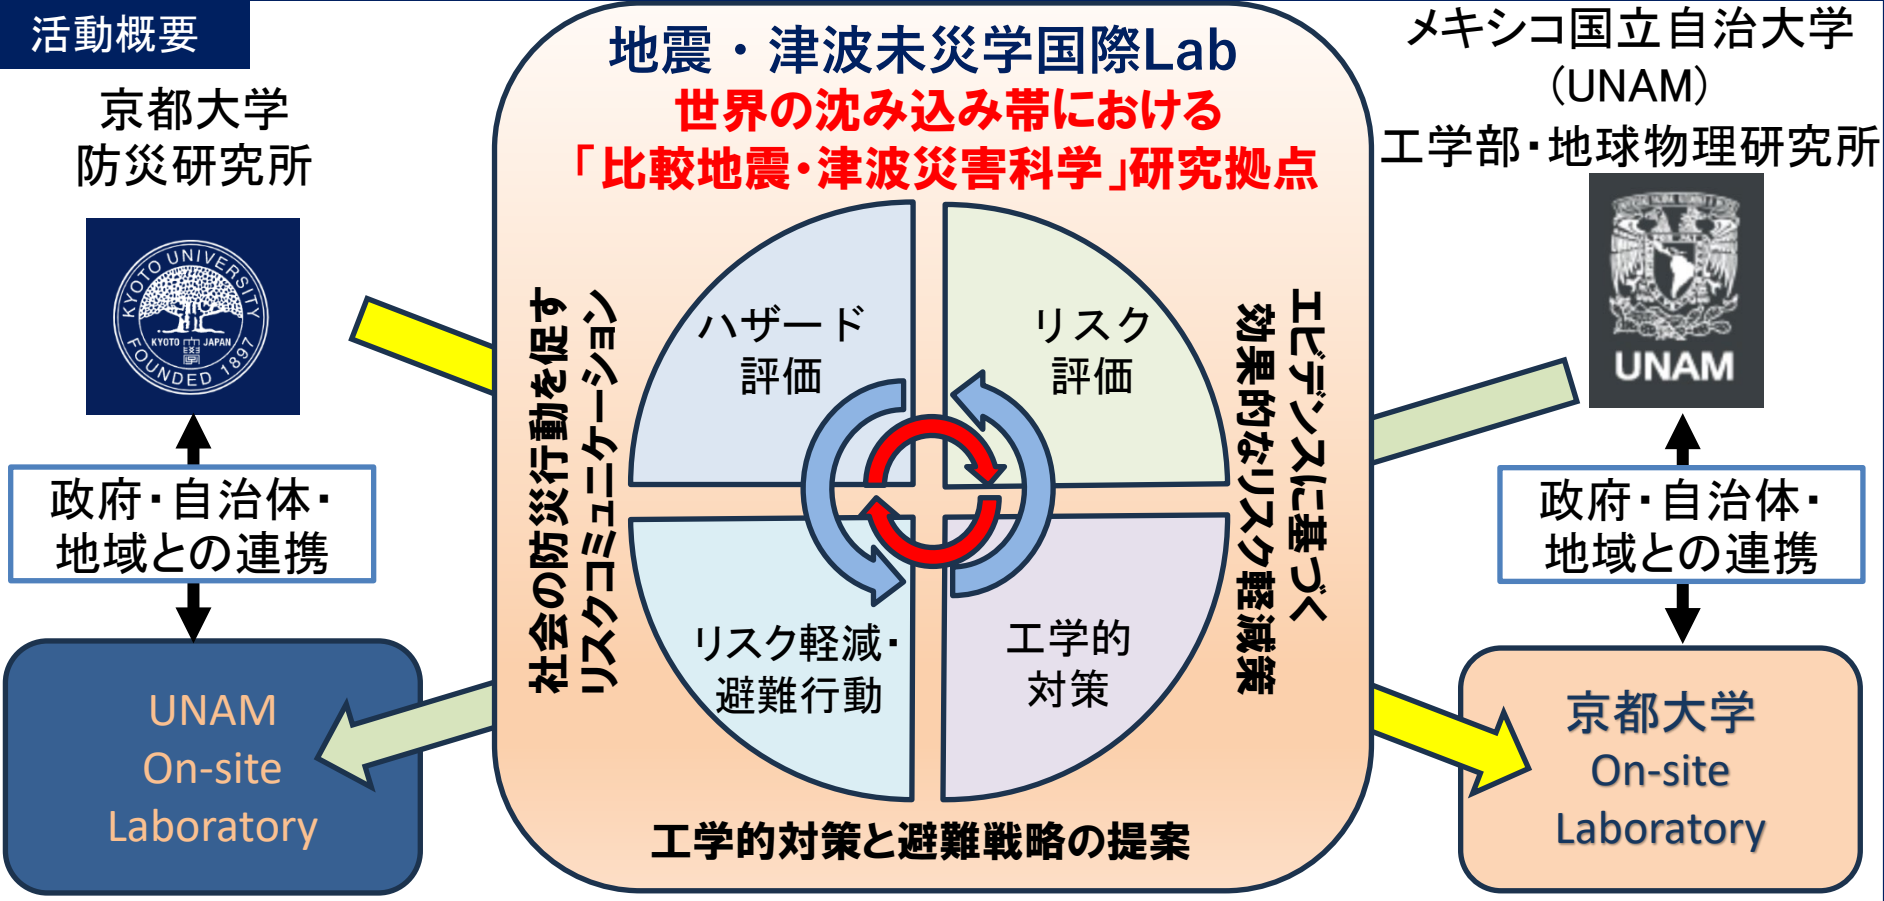 活動概要
京都大学
防災研究所
KYOTO UNIVERSITY
KYOTO JAPAN
FOUNDED 1897
政府・自治体・
地域との連携
UNAM
On-site
Laboratory
地震・津波未災学国際Lab
世界の沈み込み帯における
「比較地震・津波災害科学」研究拠点
社会の防災行動を促す
リスクコミュニケーション
ハザード
評価
リスク
評価
リスク軽減・
避難行動
工学的
対策
エビデンスに基づく
効果的なリスク軽減策
工学的対策と避難戦略の提案
メキシコ国立自治大学
(UNAM)
工学部・地球物理研究所
UNAM
政府・自治体・
地域との連携
京都大学
On-site
Laboratory